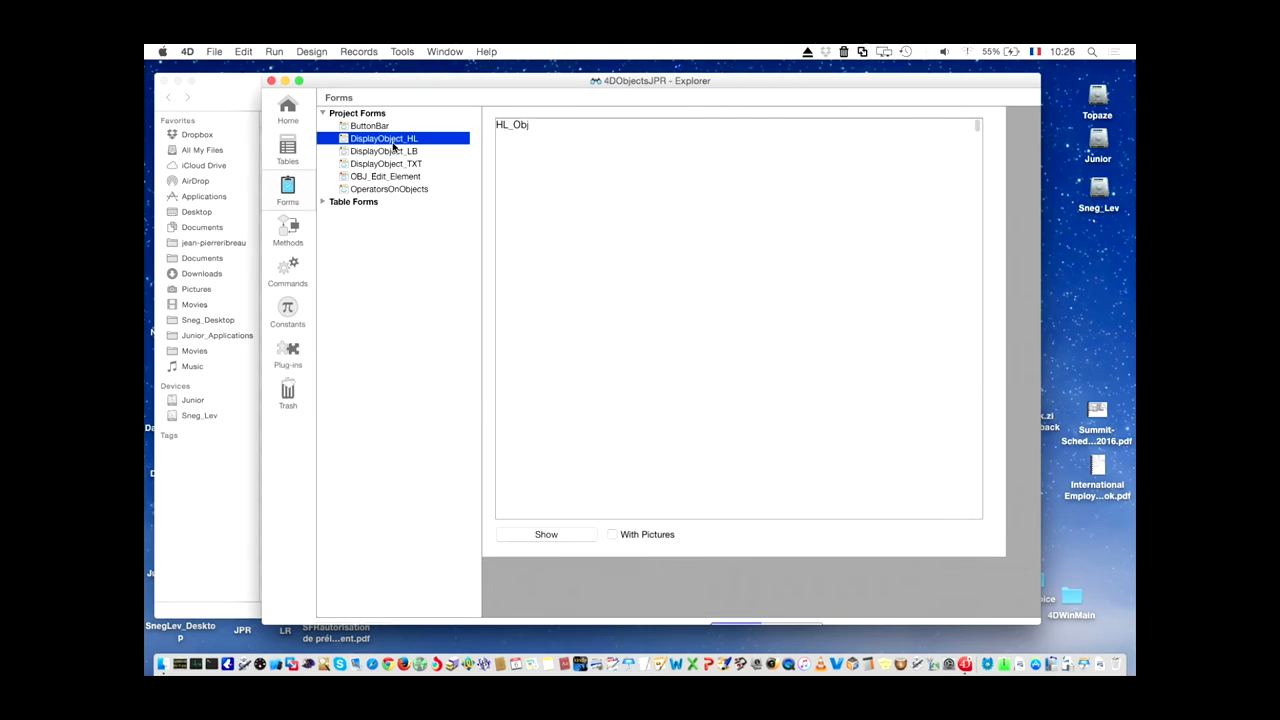 4D File Edit Run Design Records Tools Window Help 55% 10:26
4DObjectsJPR - Explorer
Favorites
Dropbox
All My Files
iCloud Drive
AirDrop
Applications
Desktop
Documents
jean-pierreribreau
Documents
Downloads
Pictures
Movies
Sneg_Desktop
Junior_Applications
Movies
Music
Devices
Junior
Sneg_Lev
Tags
Home
Tables
Forms
Methods
Commands
Constants
Plug-ins
Trash
Forms
Project Forms
ButtonBar
DisplayObject_HL
DisplayObject_LB
DisplayObject_TXT
OBJ_Edit_Element
OperatorsOnObjects
Table Forms
HL_Obj
Show With Pictures
Topaze
Junior
Sneg_Lev
Summit-
Sched...2016.pdf
International
Employ...ok.pdf
4DWinMain
SnegLev_Deskto
p
JPR
LR
SFRautorisation
de prél...ent.pdf